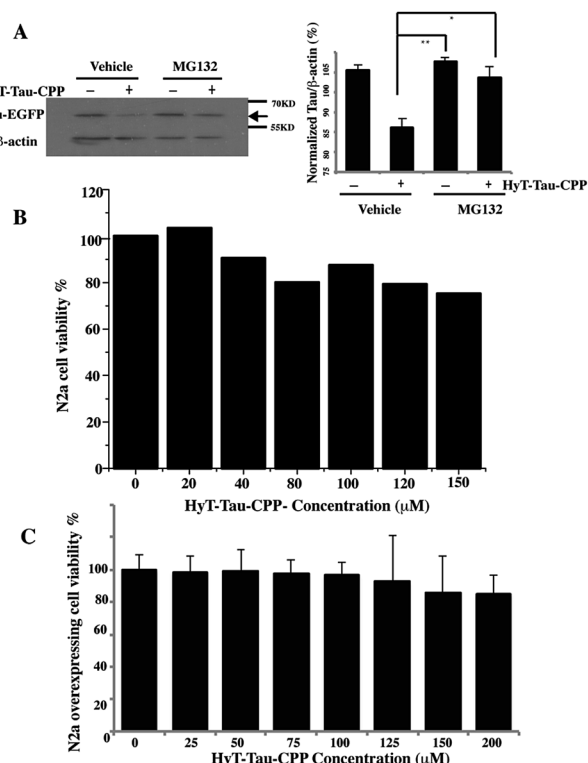 A
Vehicle MG132
T-Tau-CPP − + − +
-EGFP
β-actin
70KD
55KD
Normalized Tau/β-actin (%)
105
100
95
90
85
80
75
*
**
− + − + HyT-Tau-CPP
Vehicle MG132
B
N2a cell viability %
120
100
80
60
40
20
0
0 20 40 80 100 120 150
HyT-Tau-CPP- Concentration (μM)
C
N2a overexpressing cell viability %
100
80
60
40
20
0
0 25 50 75 100 125 150 200
HyT-Tau-CPP Concentration (μM)